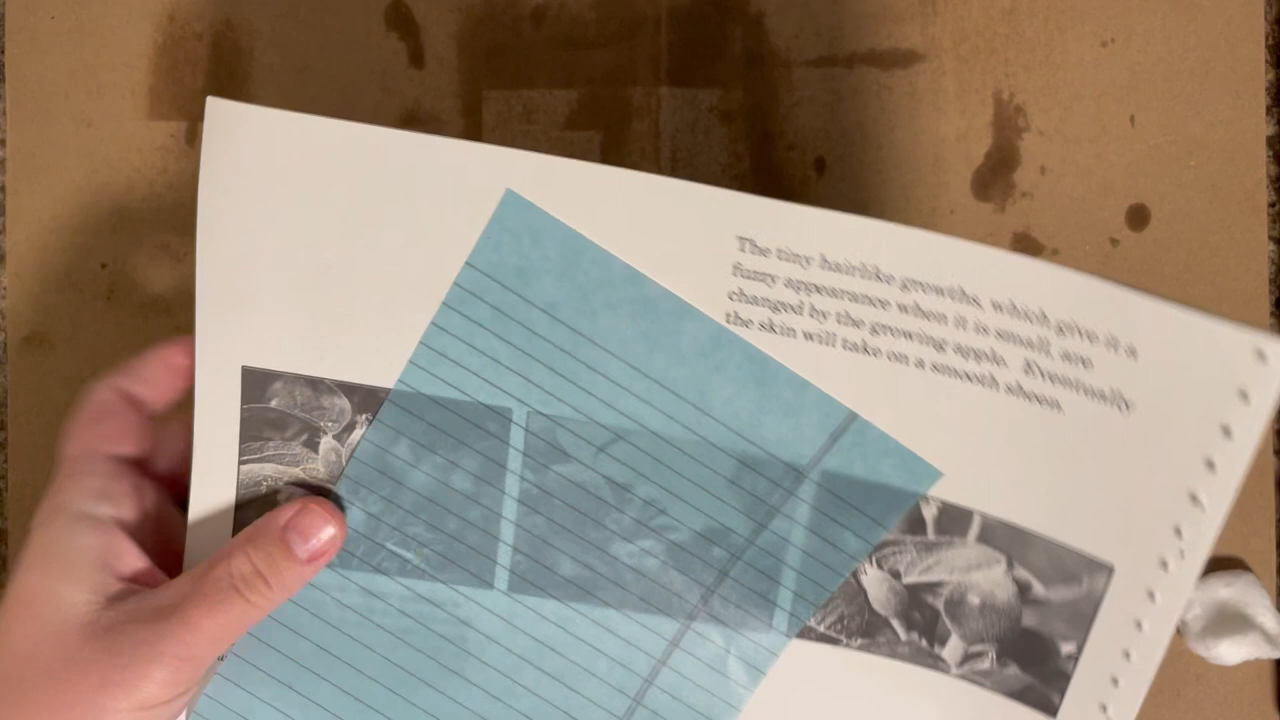 The tiny hairlike growths, which give it a
fuzzy appearance when it is small, are
changed by the growing apple. Eventually
the skin will take on a smooth sheen.